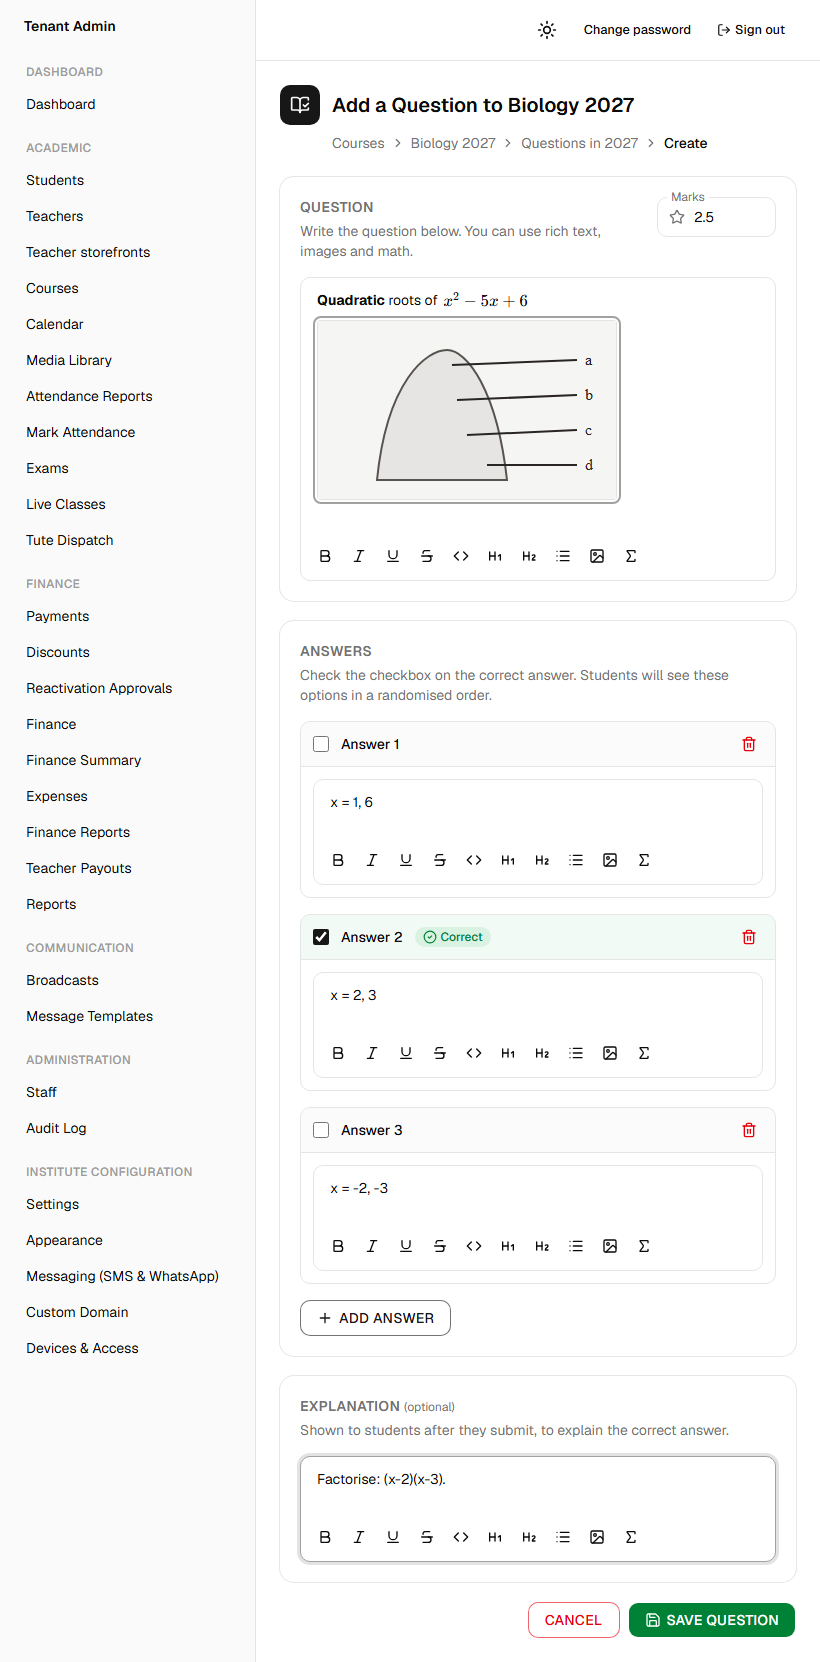 Tenant Admin
Change password
Sign out
DASHBOARD
Dashboard
ACADEMIC
Students
Teachers
Teacher storefronts
Courses
Calendar
Media Library
Attendance Reports
Mark Attendance
Exams
Live Classes
Tute Dispatch
FINANCE
Payments
Discounts
Reactivation Approvals
Finance
Finance Summary
Expenses
Finance Reports
Teacher Payouts
Reports
COMMUNICATION
Broadcasts
Message Templates
ADMINISTRATION
Staff
Audit Log
INSTITUTE CONFIGURATION
Settings
Appearance
Messaging (SMS & WhatsApp)
Custom Domain
Devices & Access
Add a Question to Biology 2027
Courses > Biology 2027 > Questions in 2027 > Create
QUESTION
Write the question below. You can use rich text,
images and math.
Marks
2.5
Quadratic roots of x² − 5x + 6
a
b
c
d
B I U S <> H1 H2 Σ
ANSWERS
Check the checkbox on the correct answer. Students will see these
options in a randomised order.
Answer 1
x = 1, 6
B I U S <> H1 H2 Σ
Answer 2 Correct
x = 2, 3
B I U S <> H1 H2 Σ
Answer 3
x = -2, -3
B I U S <> H1 H2 Σ
+ ADD ANSWER
EXPLANATION (optional)
Shown to students after they submit, to explain the correct answer.
Factorise: (x-2)(x-3).
B I U S <> H1 H2 Σ
CANCEL
SAVE QUESTION